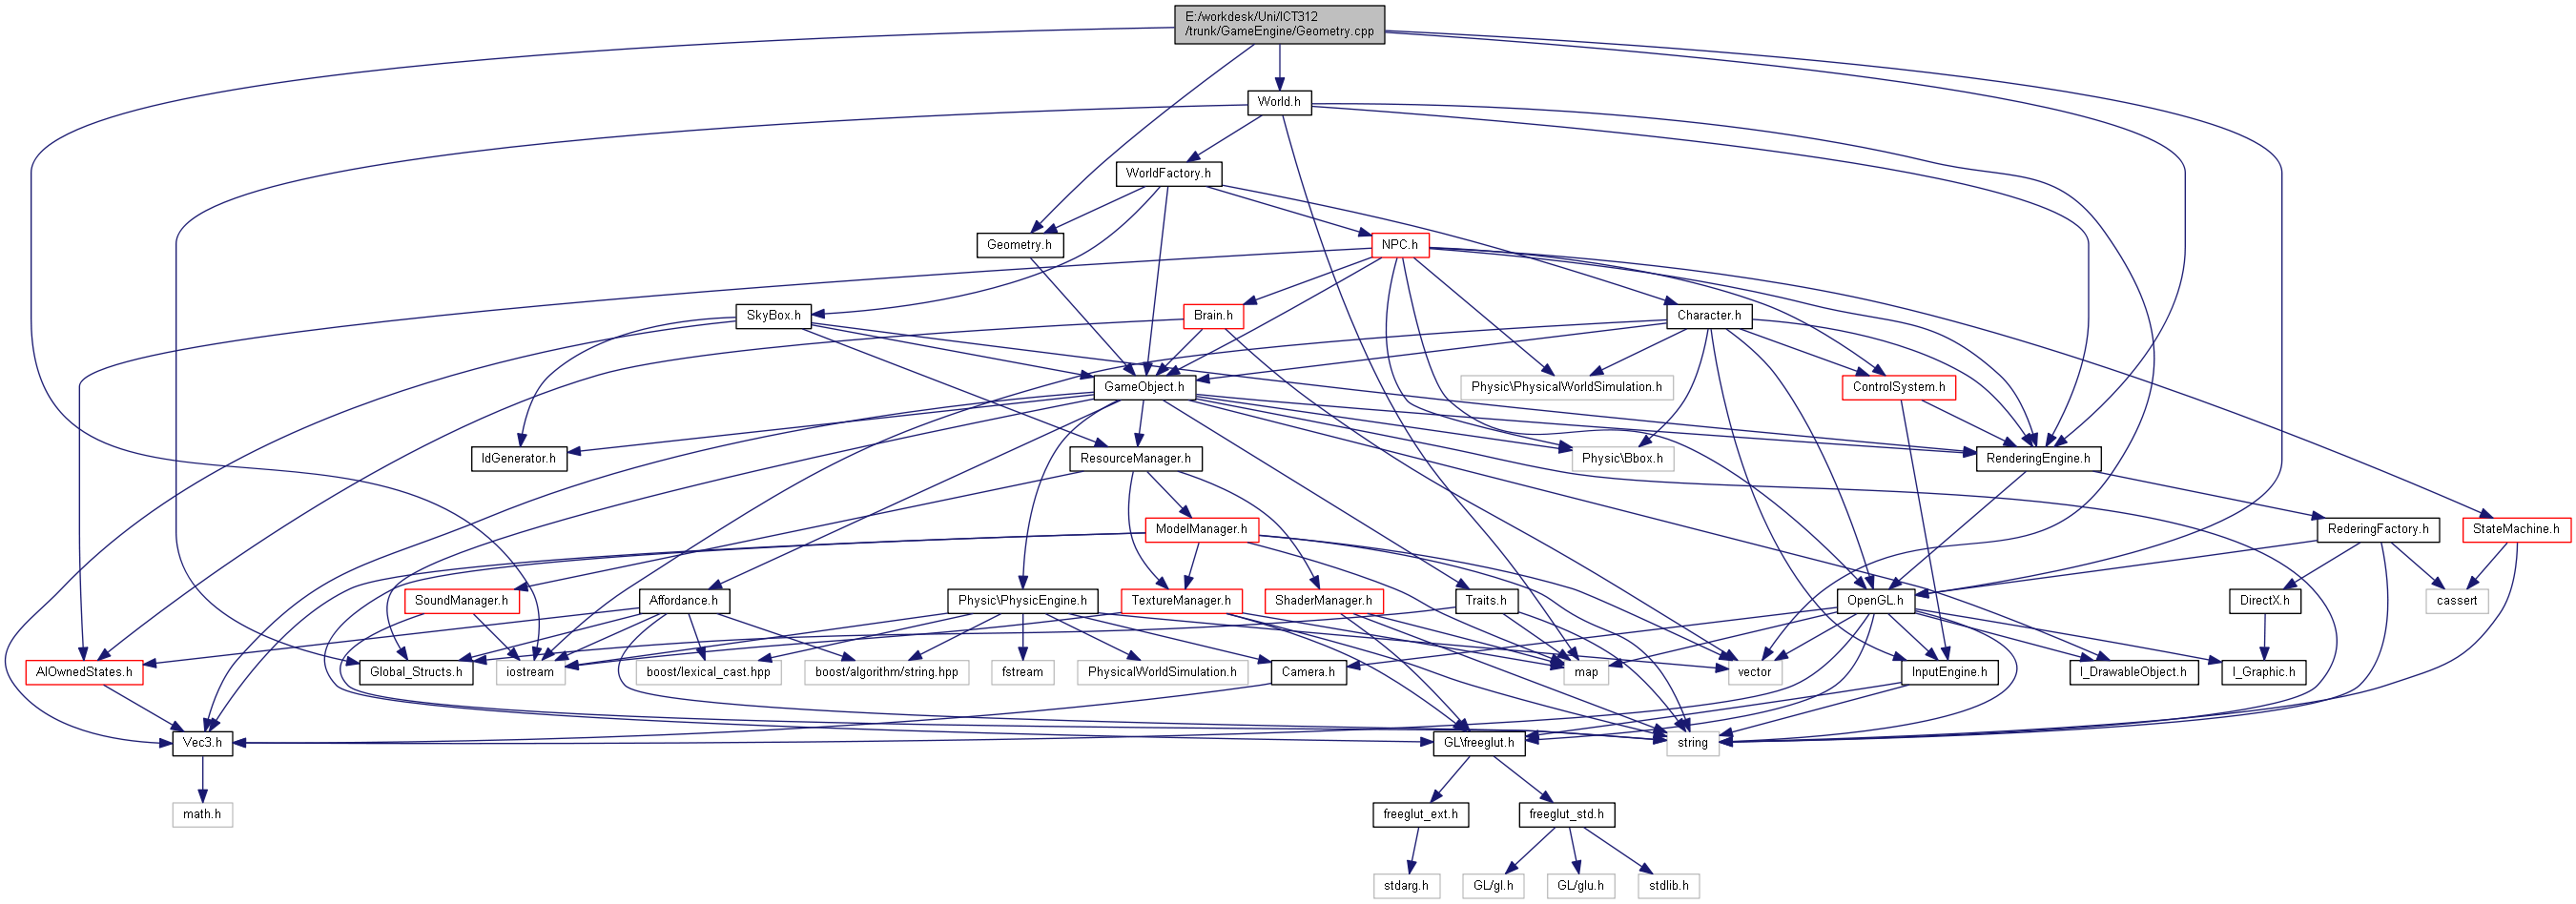 E:/workdesk/Uni/ICT312
/trunk/GameEngine/Geometry.cpp
World.h
WorldFactory.h
Geometry.h
NPC.h
SkyBox.h
Brain.h
Character.h
GameObject.h
Physic\PhysicalWorldSimulation.h
ControlSystem.h
IdGenerator.h
ResourceManager.h
Physic\Bbox.h
RenderingEngine.h
ModelManager.h
RederingFactory.h
StateMachine.h
SoundManager.h
Affordance.h
Physic\PhysicEngine.h
TextureManager.h
ShaderManager.h
Traits.h
OpenGL.h
DirectX.h
cassert
AIOwnedStates.h
Global_Structs.h
iostream
boost/lexical_cast.hpp
boost/algorithm/string.hpp
fstream
PhysicalWorldSimulation.h
Camera.h
map
vector
InputEngine.h
I_DrawableObject.h
I_Graphic.h
Vec3.h
GL\freeglut.h
string
math.h
freeglut_ext.h
freeglut_std.h
stdarg.h
GL/gl.h
GL/glu.h
stdlib.h